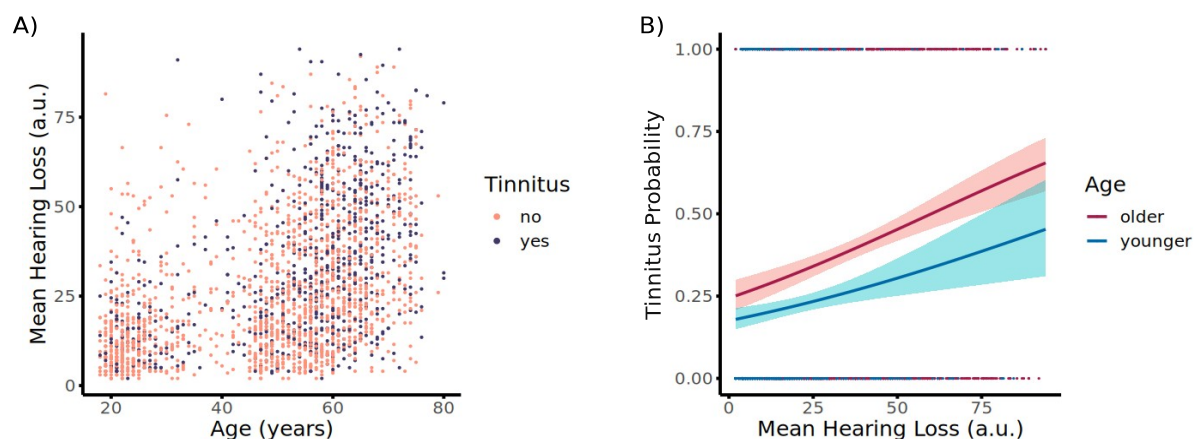 A)
Mean Hearing Loss (a.u.)
75
50
25
0
20 40 60 80
Age (years)
Tinnitus
no
yes
B)
Tinnitus Probability
1.00
0.75
0.50
0.25
0.00
0 25 50 75
Mean Hearing Loss (a.u.)
Age
older
younger